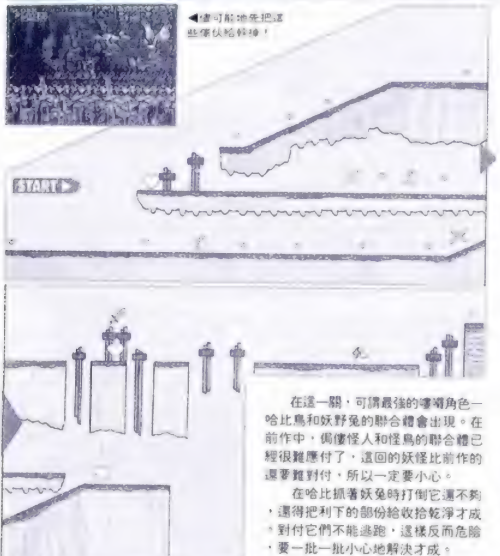 ◀儘可能地先把這
些傢伙給幹掉！
START
在這一關，可謂最強的嘍囉角色—
哈比鳥和妖野兔的聯合體會出現。在
前作中，傴僂怪人和怪鳥的聯合體已
經很難應付了，這回的妖怪比前作的
還要難對付，所以一定要小心。
在哈比抓著妖兔時打倒它還不夠
，還得把利下的部份給收拾乾淨才成
。對付它們不能逃跑，這樣反而危險
，要一批一批小心地解決才成。